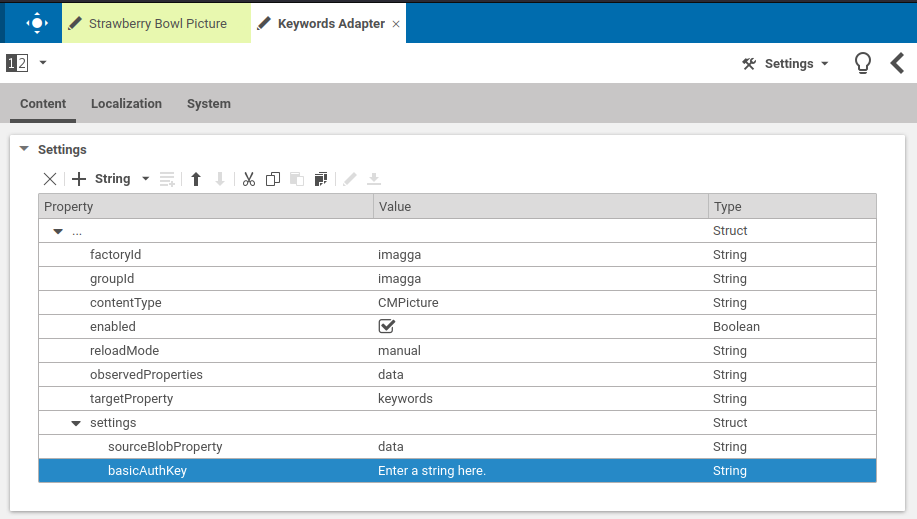 Strawberry Bowl Picture Keywords Adapter ×
12 Settings
Content Localization System
Settings
String
Property Value Type
... Struct
factoryId imagga String
groupId imagga String
contentType CMPicture String
enabled Boolean
reloadMode manual String
observedProperties data String
targetProperty keywords String
settings Struct
sourceBlobProperty data String
basicAuthKey Enter a string here. String